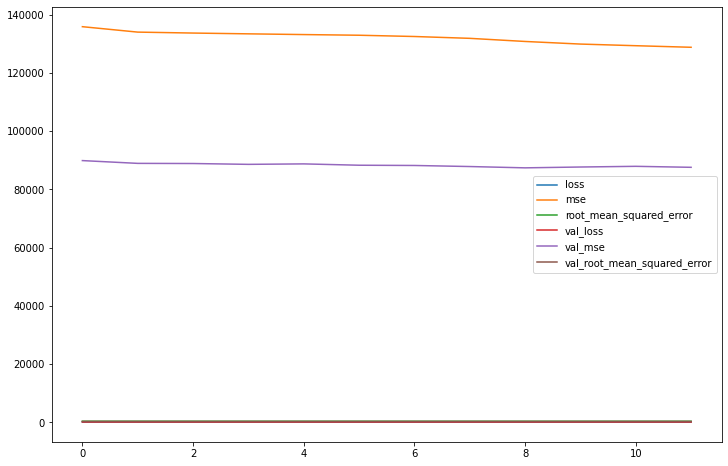 140000
120000
100000
80000
60000
40000
20000
0
loss
mse
root_mean_squared_error
val_loss
val_mse
val_root_mean_squared_error
0 2 4 6 8 10